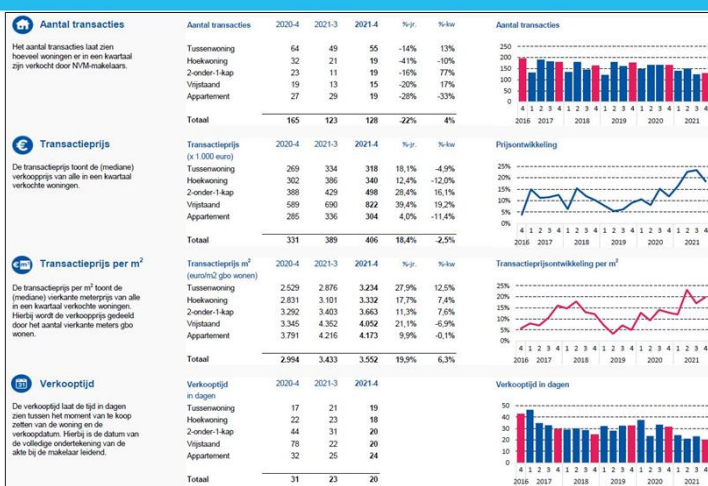 Aantal transacties
Het aantal transacties laat zien
hoeveel woningen er in een kwartaal
zijn verkocht door NVM-makelaars.
Aantal transacties 2020-4 2021-3 2021-4 %-jr. %-kw
Tussenwoning 64 49 55 -14% 13%
Hoekwoning 32 21 19 -41% -10%
2-onder-1-kap 23 11 19 -16% 77%
Vrijstaand 19 13 15 -20% 17%
Appartement 27 29 19 -28% -33%
Totaal 165 123 128 -22% 4%
Aantal transacties
250
200
150
100
50
0
4 1 2 3 4 1 2 3 4 1 2 3 4 1 2 3 4 1 2 3 4
2016 2017 2018 2019 2020 2021
Transactieprijs
De transactieprijs toont de (mediane)
verkoopprijs van alle in een kwartaal
verkochte woningen.
Transactieprijs 2020-4 2021-3 2021-4 %-jr. %-kw
(x 1.000 euro)
Tussenwoning 269 334 318 18,1% -4,9%
Hoekwoning 302 386 340 12,4% -12,0%
2-onder-1-kap 388 429 498 28,4% 16,1%
Vrijstaand 589 690 822 39,4% 19,2%
Appartement 285 336 304 4,0% -11,4%
Totaal 331 389 406 18,4% -2,5%
Prijsontwikkeling
25%
20%
15%
10%
5%
0%
4 1 2 3 4 1 2 3 4 1 2 3 4 1 2 3 4 1 2 3 4
2016 2017 2018 2019 2020 2021
€/m² Transactieprijs per m²
De transactieprijs per m² toont de
(mediane) vierkante meterprijs van alle
in een kwartaal verkochte woningen.
Hierbij wordt de verkoopprijs gedeeld
door het aantal vierkante meters gbo
wonen.
Transactieprijs m² 2020-4 2021-3 2021-4 %-jr. %-kw
(euro/m2 gbo wonen)
Tussenwoning 2.529 2.876 3.234 27,9% 12,5%
Hoekwoning 2.831 3.101 3.332 17,7% 7,4%
2-onder-1-kap 3.292 3.403 3.663 11,3% 7,6%
Vrijstaand 3.345 4.352 4.052 21,1% -6,9%
Appartement 3.791 4.216 4.173 9,9% -0,1%
Totaal 2.994 3.433 3.552 19,9% 6,3%
Transactieprijsontwikkeling per m²
25%
20%
15%
10%
5%
0%
4 1 2 3 4 1 2 3 4 1 2 3 4 1 2 3 4 1 2 3 4
2016 2017 2018 2019 2020 2021
Verkooptijd
De verkooptijd laat de tijd in dagen
zien tussen het moment van te koop
zetten van de woning en de
verkoopdatum. Hierbij is de datum van
de volledige ondertekening van de
akte bij de makelaar leidend.
Verkooptijd 2020-4 2021-3 2021-4
in dagen
Tussenwoning 17 21 19
Hoekwoning 22 23 18
2-onder-1-kap 44 31 20
Vrijstaand 78 22 20
Appartement 32 25 24
Totaal 31 23 20
Verkooptijd in dagen
50
40
30
20
10
0
4 1 2 3 4 1 2 3 4 1 2 3 4 1 2 3 4 1 2 3 4
2016 2017 2018 2019 2020 2021